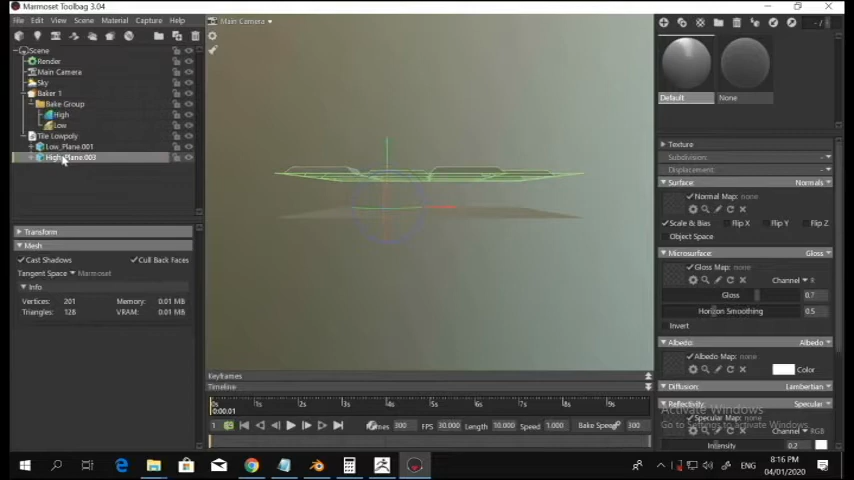 Marmoset Toolbag 3.04
File Edit View Scene Material Capture Help
Main Camera
- / -
Scene
Render
Main Camera
Sky
Baker 1
Bake Group
High
Low
Tile Lowpoly
Low_Plane.001
High_Plane.003
Default None
Transform
Mesh
Cast Shadows Cull Back Faces
Tangent Space Marmoset
Info
Vertices: 201 Memory: 0.01 MB
Triangles: 128 VRAM: 0.01 MB
Texture
Subdivision: -
Displacement: -
Surface: Normals
Normal Map: none
Scale & Bias Flip X Flip Y Flip Z
Object Space
Microsurface: Gloss
Gloss Map: none
Channel R
Gloss 0.7
Horizon Smoothing 0.5
Invert
Albedo: Albedo
Albedo Map: none
Color
Diffusion: Lambertian
Reflectivity: Specular
Specular Map: none
Channel RGB
Intensity 0.2
Activate Windows
Go to Settings to activate Windows.
Keyframes
Timeline
0s 1s 2s 3s 4s 5s 6s 7s 8s 9s
0:00.01
1 Frames 300 FPS 30.000 Length 10.000 Speed 1.000 Bake Speed 300
ENG
8:16 PM
04/01/2020